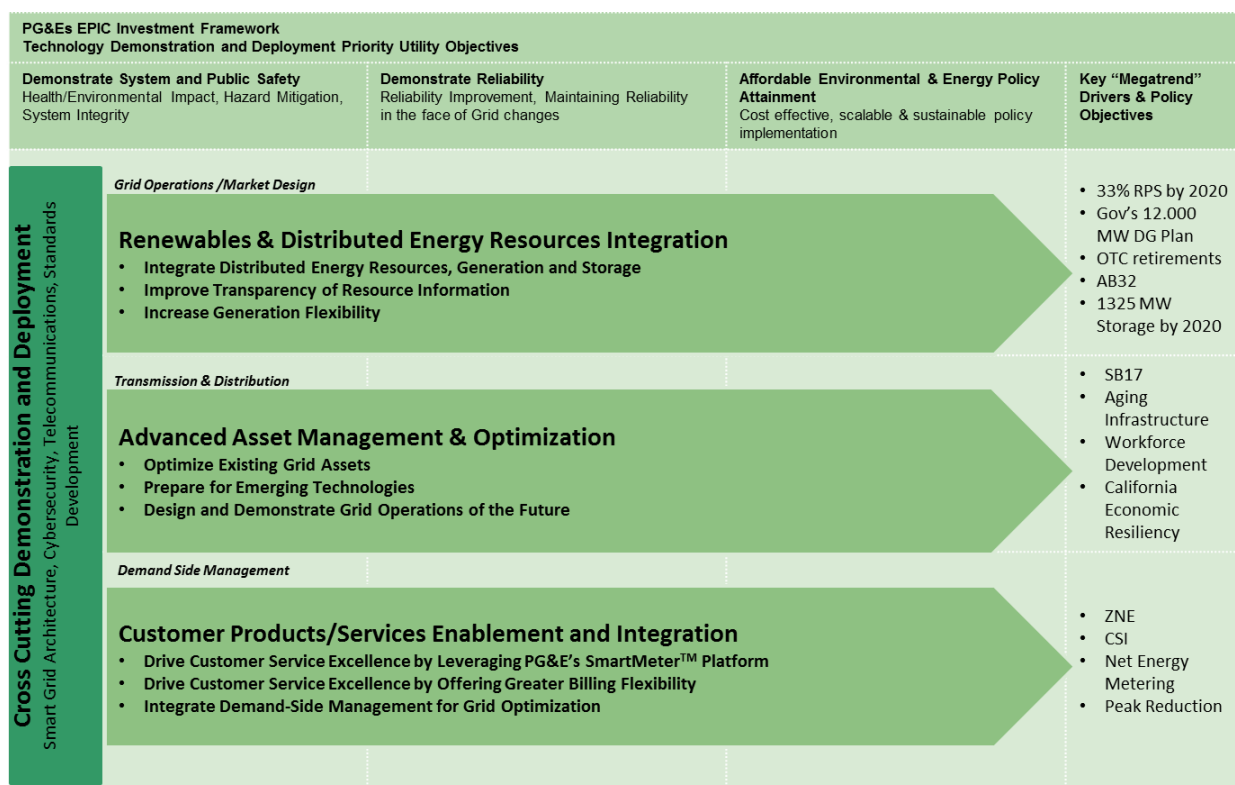 PG&Es EPIC Investment Framework
Technology Demonstration and Deployment Priority Utility Objectives
Demonstrate System and Public Safety
Health/Environmental Impact, Hazard Mitigation,
System Integrity
Demonstrate Reliability
Reliability Improvement, Maintaining Reliability
in the face of Grid changes
Affordable Environmental & Energy Policy
Attainment
Cost effective, scalable & sustainable policy
implementation
Key “Megatrend”
Drivers & Policy
Objectives
Cross Cutting Demonstration and Deployment
Smart Grid Architecture, Cybersecurity, Telecommunications, Standards
Development
Grid Operations /Market Design
Renewables & Distributed Energy Resources Integration
• Integrate Distributed Energy Resources, Generation and Storage
• Improve Transparency of Resource Information
• Increase Generation Flexibility
• 33% RPS by 2020
• Gov’s 12.000
MW DG Plan
• OTC retirements
• AB32
• 1325 MW
Storage by 2020
Transmission & Distribution
Advanced Asset Management & Optimization
• Optimize Existing Grid Assets
• Prepare for Emerging Technologies
• Design and Demonstrate Grid Operations of the Future
• SB17
• Aging
Infrastructure
• Workforce
Development
• California
Economic
Resiliency
Demand Side Management
Customer Products/Services Enablement and Integration
• Drive Customer Service Excellence by Leveraging PG&E’s SmartMeter™ Platform
• Drive Customer Service Excellence by Offering Greater Billing Flexibility
• Integrate Demand-Side Management for Grid Optimization
• ZNE
• CSI
• Net Energy
Metering
• Peak Reduction